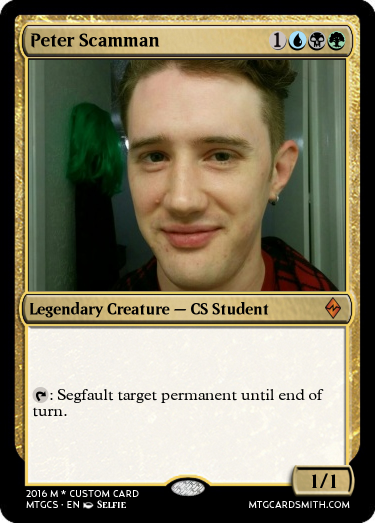 Peter Scamman 1
Legendary Creature — CS Student
: Segfault target permanent until end of
turn.
1/1
2016 M * CUSTOM CARD
MTGCS · EN SELFIE
MTGCARDSMITH.COM